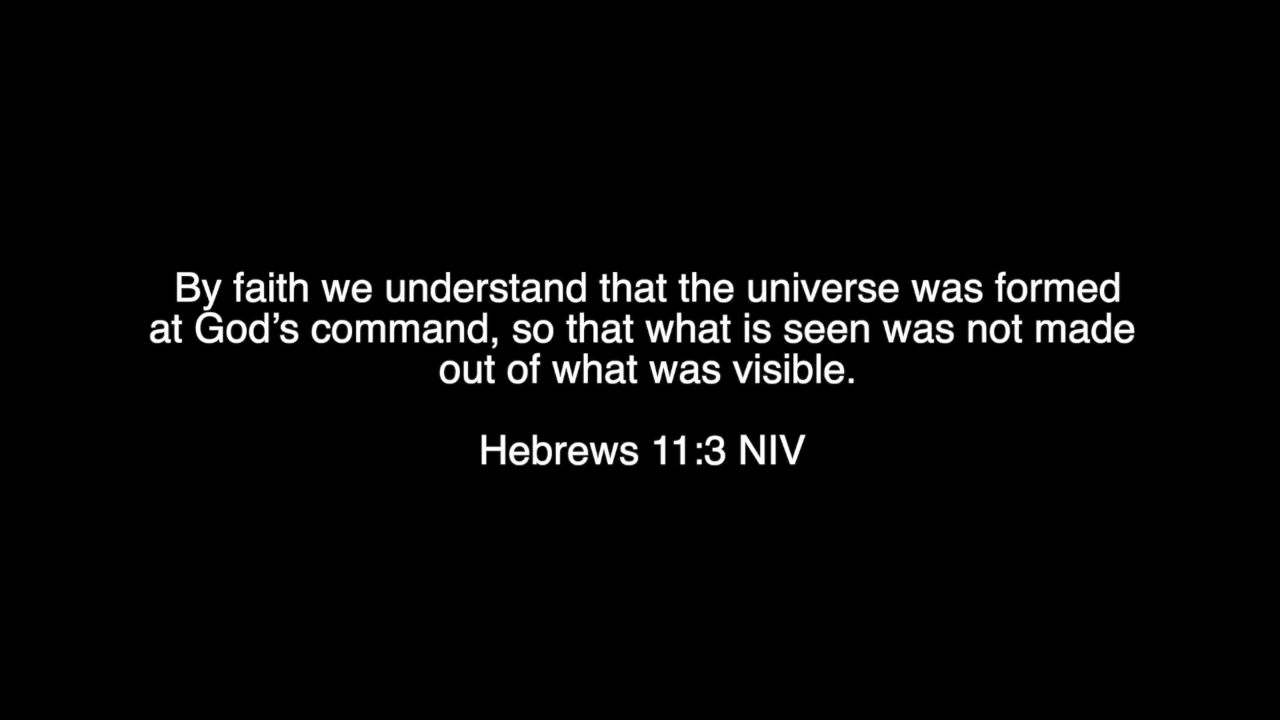 By faith we understand that the universe was formed
at God’s command, so that what is seen was not made
out of what was visible.
Hebrews 11:3 NIV